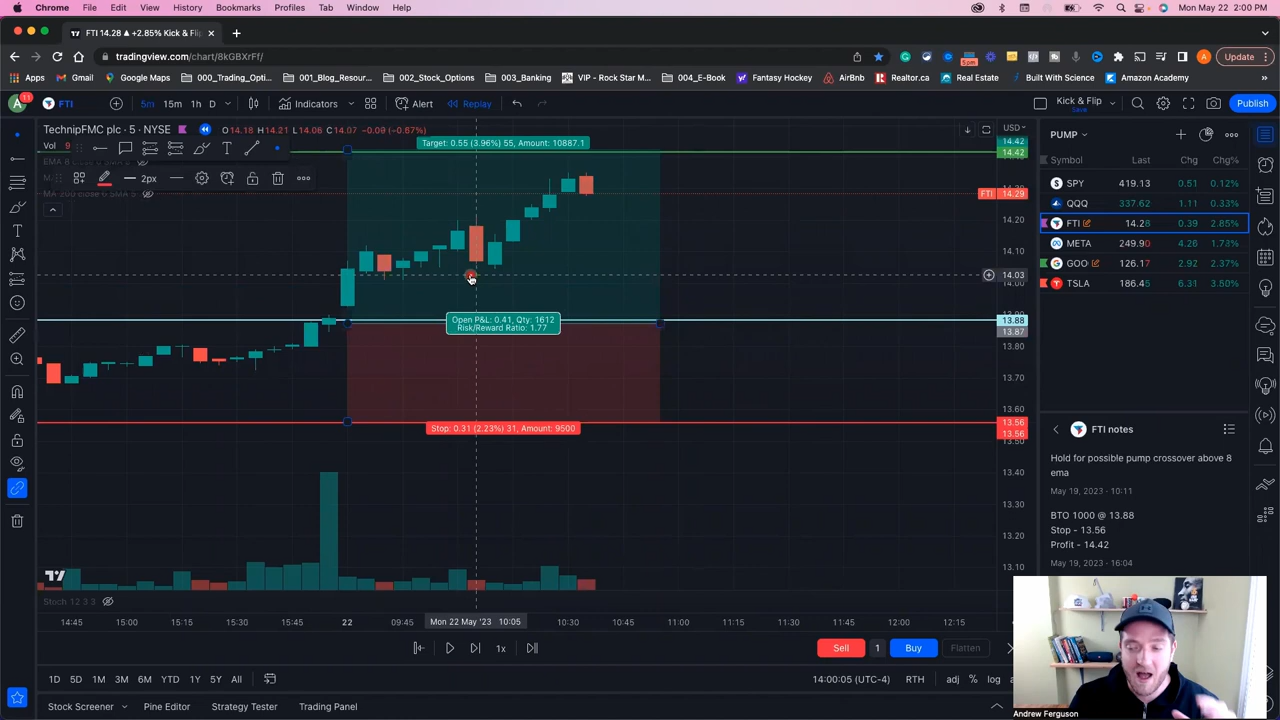 Chrome File Edit View History Bookmarks Profiles Tab Window Help Mon May 22 2:00 PM
FTI 14.28 ▲ +2.85% Kick & Flip
tradingview.com/chart/8kGBXrFf/ Update
Apps Gmail Google Maps 000_Trading_Opti... 001_Blog_Resour... 002_Stock_Options 003_Banking VIP - Rock Star M... 004_E-Book Fantasy Hockey AirBnb Realtor.ca Real Estate Built With Science Amazon Academy
5pm
A 11 FTI 5m 15m 1h D Indicators Alert Replay Kick & Flip Save Publish
TechnipFMC plc · 5 · NYSE O14.18 H14.21 L14.06 C14.07 −0.09 (−0.67%) USD
Vol 9
Target: 0.55 (3.96%) 55, Amount: 10887.1
2px
Open P&L: 0.41, Qty: 1612
Risk/Reward Ratio: 1.77
Stop: 0.31 (2.23%) 31, Amount: 9500
14.42
14.42
FTI 14.29
14.20
14.10
14.03
14.00
13.88
13.87
13.80
13.70
13.60
13.56
13.56
13.50
13.40
13.30
13.20
13.10
PUMP
Symbol Last Chg Chg%
SPY 419.13 0.51 0.12%
QQQ 337.62 1.11 0.33%
FTI 14.28 0.39 2.85%
META 249.90 4.26 1.73%
GOO 126.17 2.92 2.37%
TSLA 186.45 6.31 3.50%
FTI notes
Hold for possible pump crossover above 8
ema
May 19, 2023 · 10:11
BTO 1000 @ 13.88
Stop - 13.56
Profit - 14.42
May 19, 2023 · 16:04
Stoch 12 3 3
14:45 15:00 15:15 15:30 15:45 22 09:45 Mon 22 May '23 10:05 10:30 10:45 11:00 11:15 11:30 11:45 12:00 12:15
1x Sell 1 Buy Flatten
1D 5D 1M 3M 6M YTD 1Y 5Y All 14:00:05 (UTC-4) RTH adj % log
Stock Screener Pine Editor Strategy Tester Trading Panel
Andrew Ferguson